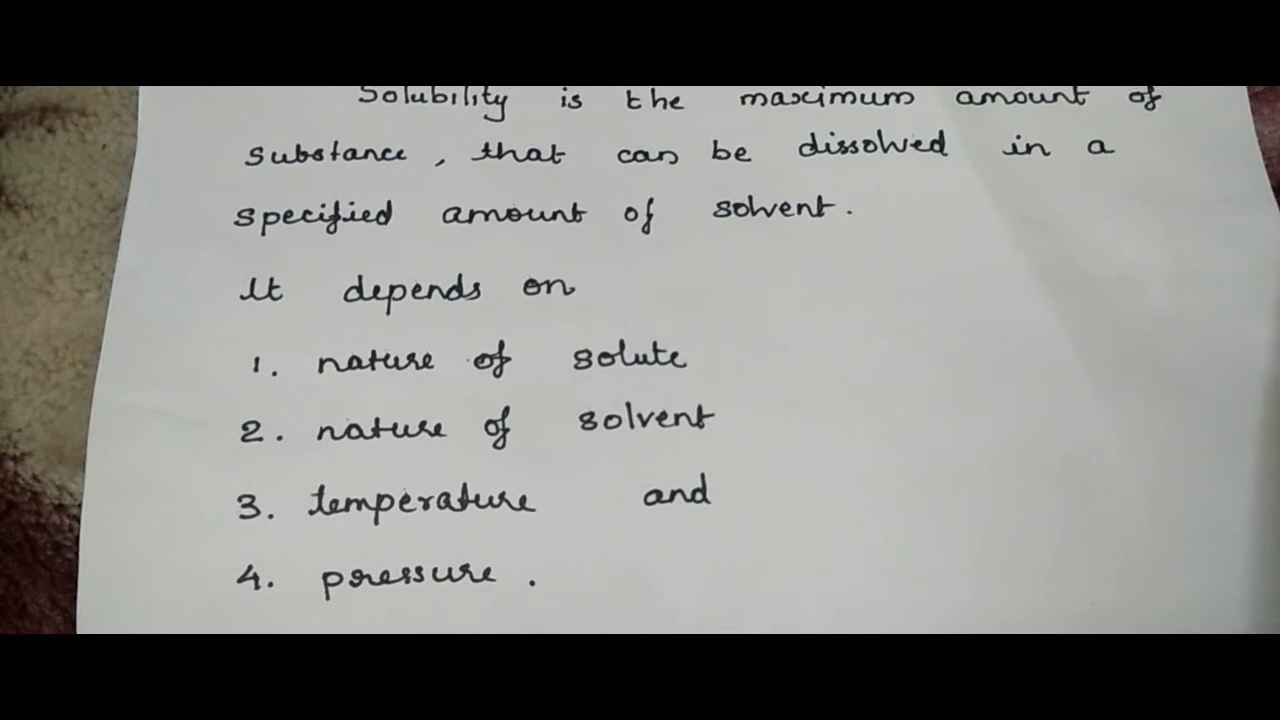 Solubility is the maximum amount of
substance, that can be dissolved in a
specified amount of solvent.
It depends on
1. nature of solute
2. nature of solvent
3. temperature and
4. pressure.